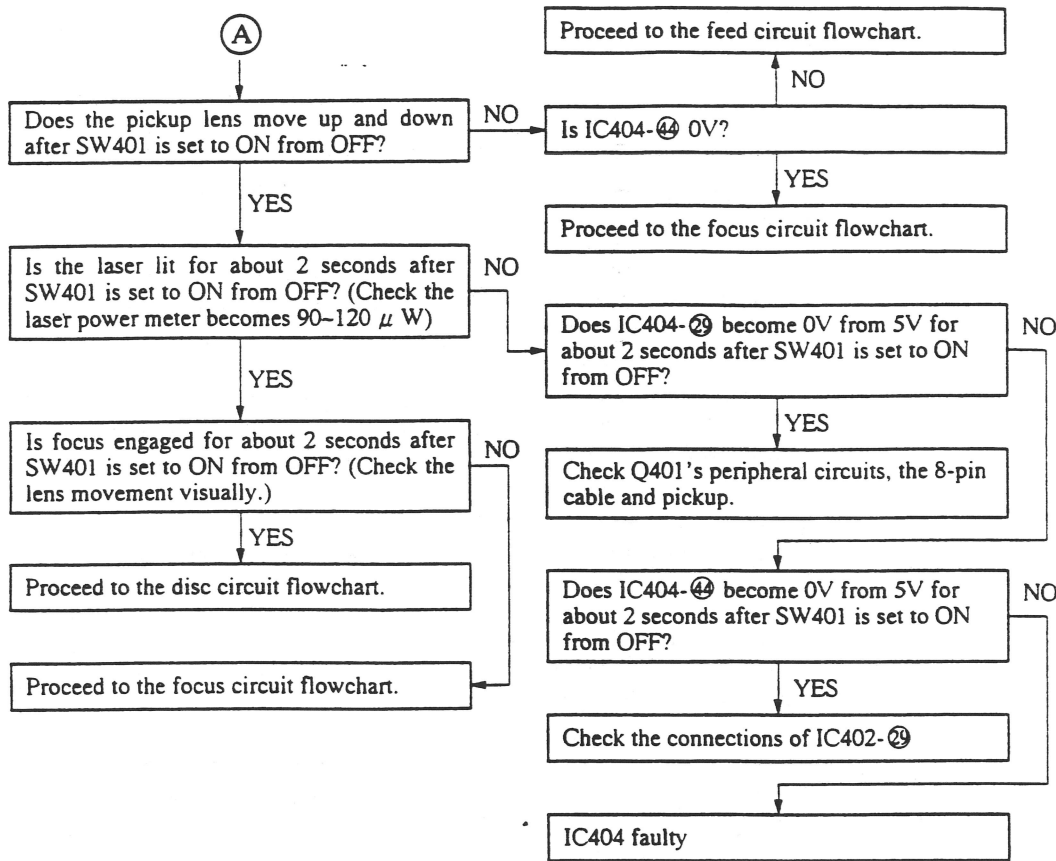 A
Proceed to the feed circuit flowchart.
NO
Does the pickup lens move up and down
after SW401 is set to ON from OFF?
NO
Is IC404-㊹ 0V?
YES
YES
Proceed to the focus circuit flowchart.
Is the laser lit for about 2 seconds after
SW401 is set to ON from OFF? (Check the
laser power meter becomes 90~120 μ W)
NO
Does IC404-㉙ become 0V from 5V for
about 2 seconds after SW401 is set to ON
from OFF?
NO
YES
YES
Is focus engaged for about 2 seconds after
SW401 is set to ON from OFF? (Check the
lens movement visually.)
NO
Check Q401's peripheral circuits, the 8-pin
cable and pickup.
YES
Proceed to the disc circuit flowchart.
Does IC404-㊹ become 0V from 5V for
about 2 seconds after SW401 is set to ON
from OFF?
NO
Proceed to the focus circuit flowchart.
YES
Check the connections of IC402-㉙
IC404 faulty